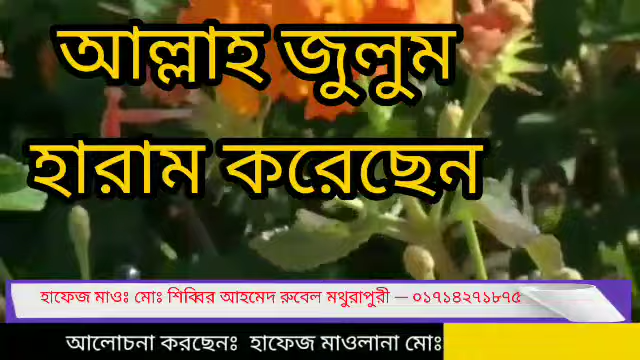 আল্লাহ জুলুম
হারাম করেছেন
হাফেজ মাওঃ মোঃ শিব্বির আহমেদ রুবেল মথুরাপুরী — ০১৭১৪২৭১৮৭৫
আলোচনা করছেনঃ হাফেজ মাওলানা মোঃ